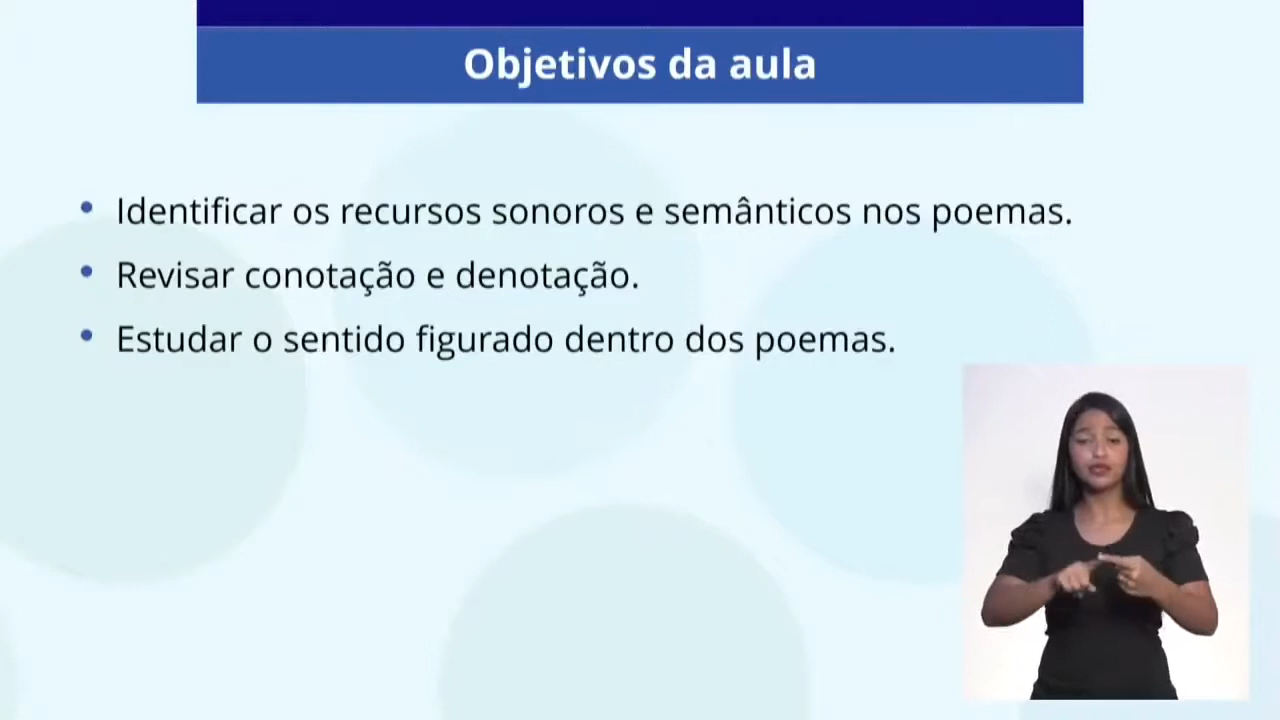 Objetivos da aula
• Identificar os recursos sonoros e semânticos nos poemas.
• Revisar conotação e denotação.
• Estudar o sentido figurado dentro dos poemas.